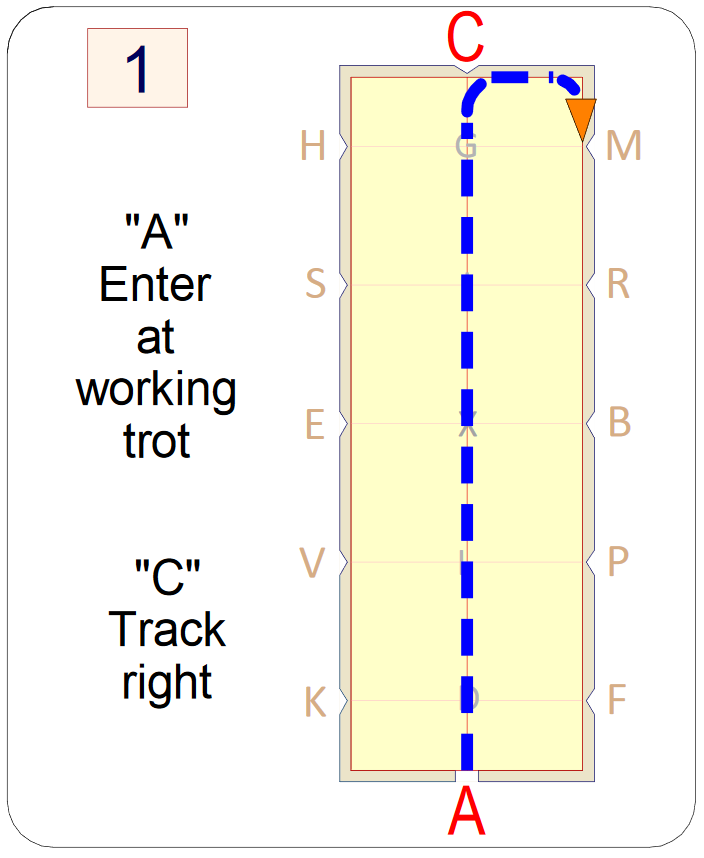 C
1
H G M
"A"
Enter
S R
at
working
E X B
trot
V L P
"C"
Track
K D F
right
A